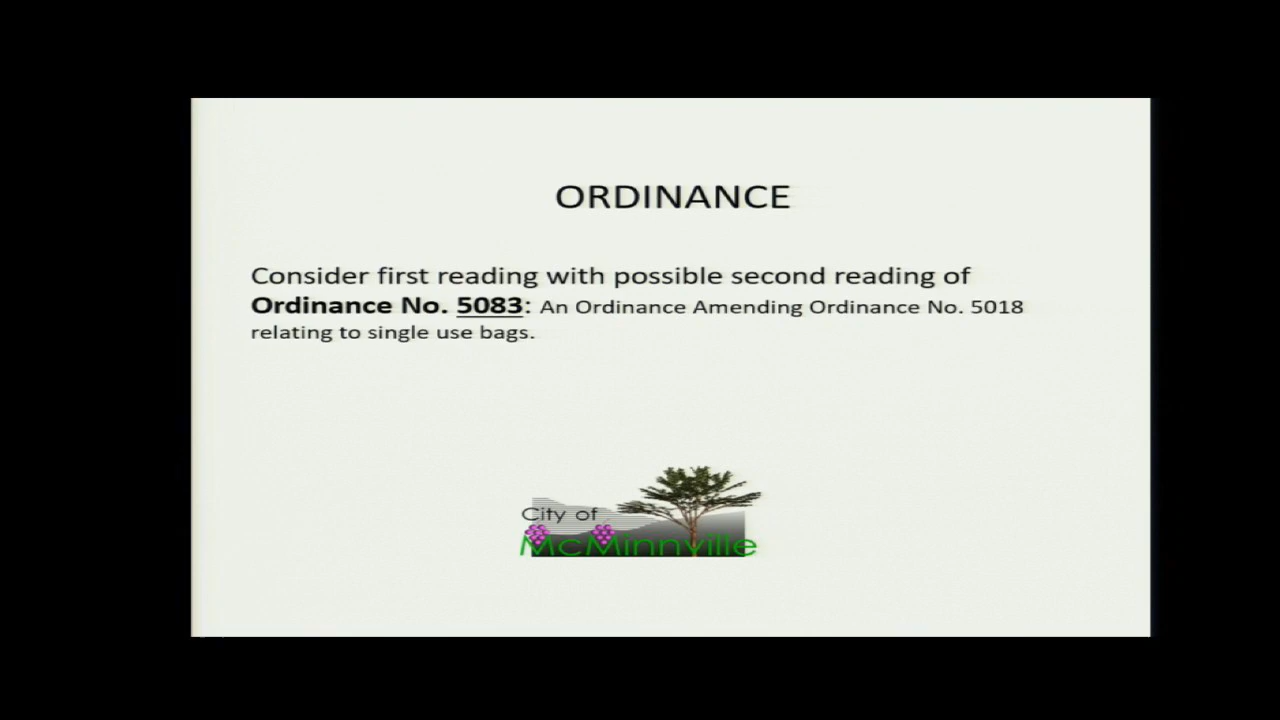 ORDINANCE
Consider first reading with possible second reading of
Ordinance No. 5083: An Ordinance Amending Ordinance No. 5018
relating to single use bags.
City of
McMinnville